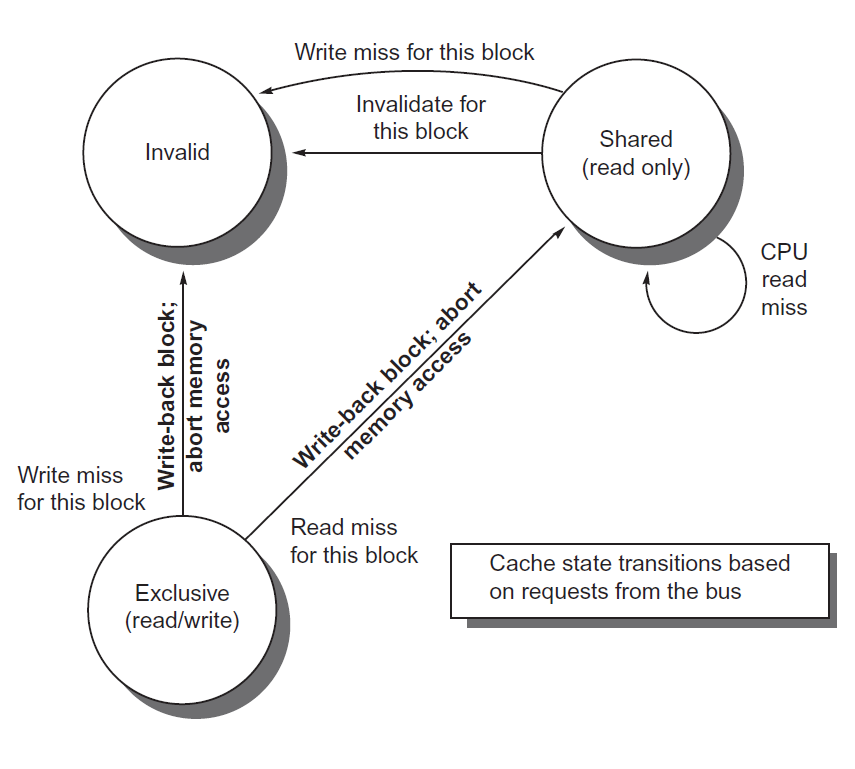 Write miss for this block
Invalidate for
this block
Invalid
Shared
(read only)
CPU
read
miss
Write-back block;
abort memory
access
Write-back block; abort
memory access
Write miss
for this block
Read miss
for this block
Exclusive
(read/write)
Cache state transitions based
on requests from the bus